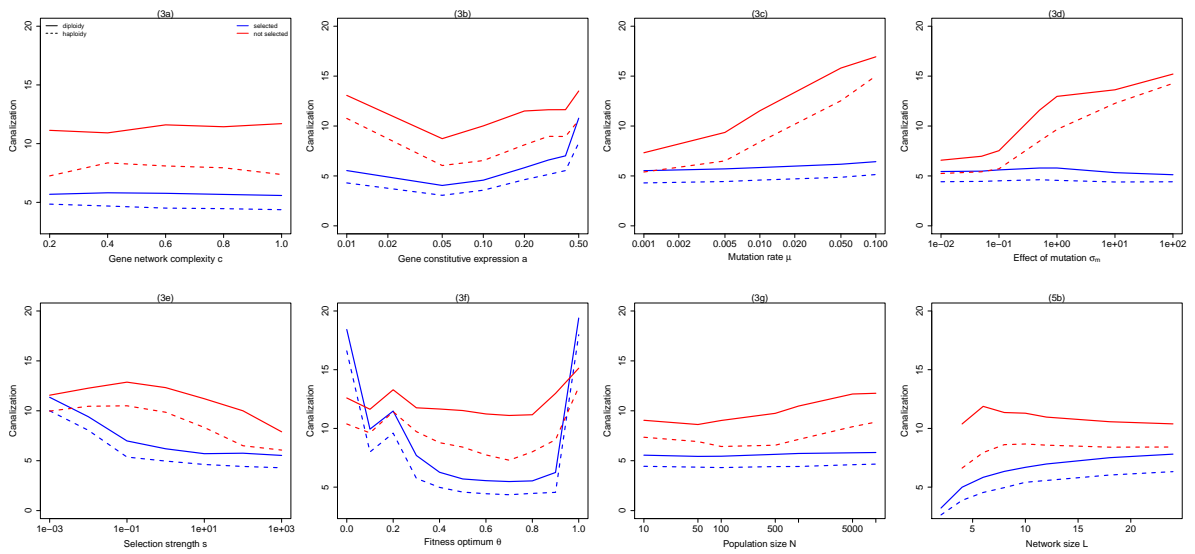 (3a)
diploidy
haploidy
selected
not selected
Canalization
0 5 10 15 20
0.2 0.4 0.6 0.8 1.0
Gene network complexity c
(3b)
Canalization
0 5 10 15 20
0.01 0.05 0.10 0.20 0.50
Gene constitutive expression a
(3c)
Canalization
0 5 10 15 20
0.001 0.002 0.005 0.010 0.020 0.050 0.100
Mutation rate μ
(3d)
Canalization
0 5 10 15 20
1e−02 1e−01 1e+00 1e+01 1e+02
Effect of mutation σm
(3e)
Canalization
0 5 10 15 20
1e−03 1e−01 1e+01 1e+03
Selection strength s
(3f)
Canalization
5 10 15 20
0.0 0.2 0.4 0.6 0.8 1.0
Fitness optimum θ
(3g)
Canalization
0 5 10 15 20
10 50 100 500 5000
Population size N
(5b)
Canalization
0 5 10 15 20
5 10 15 20
Network size L